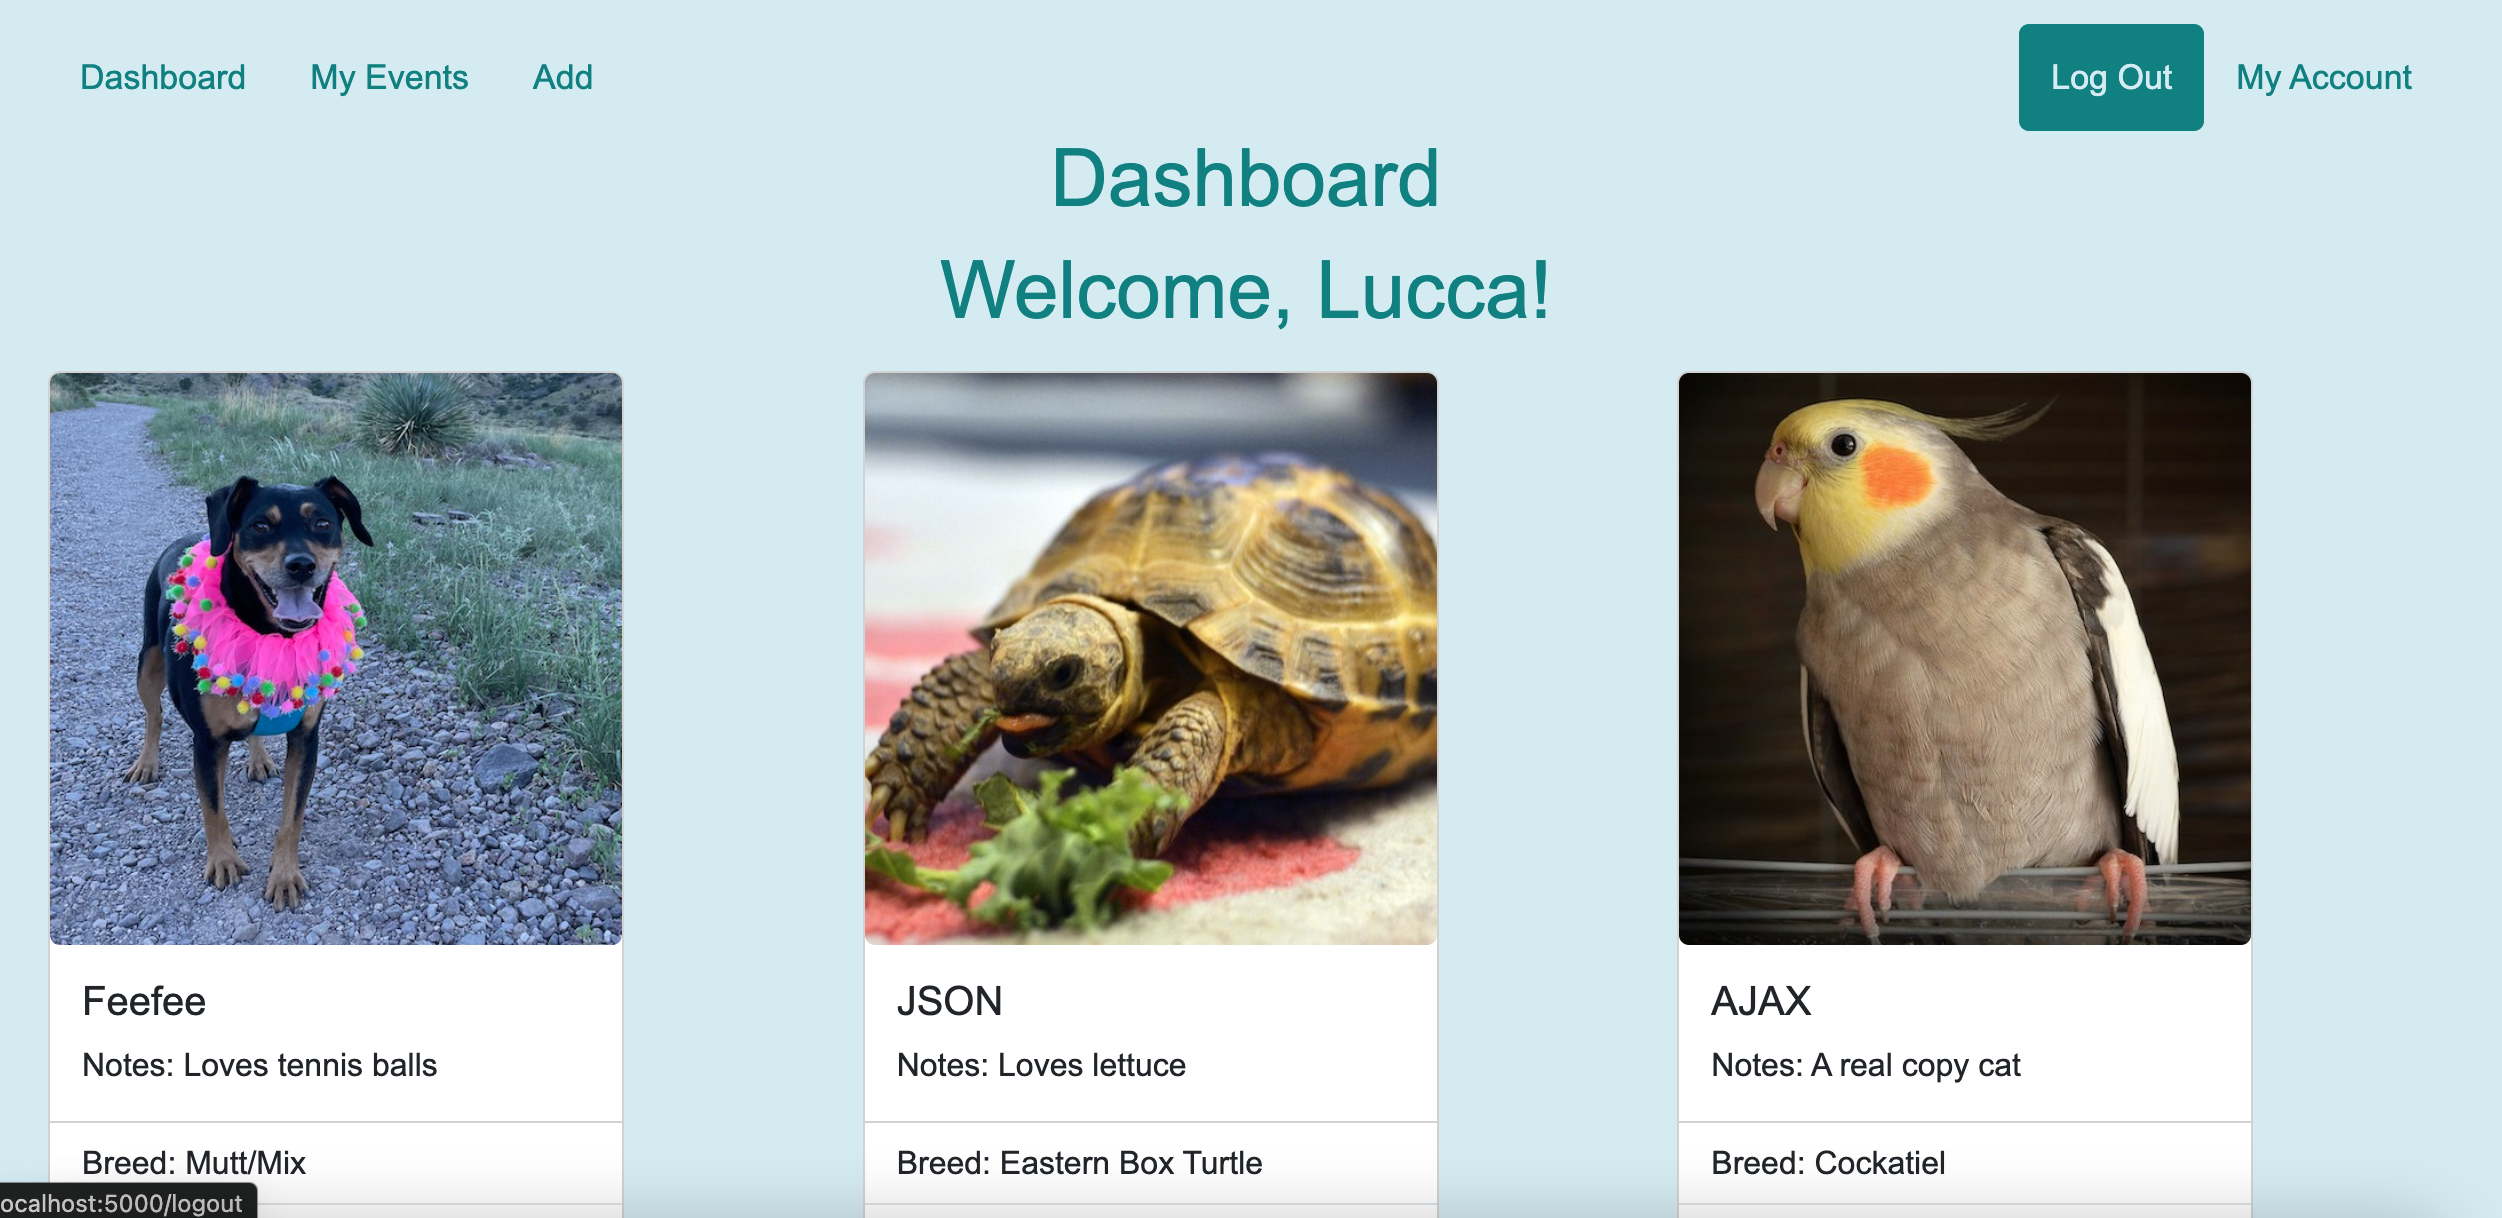 Dashboard My Events Add Log Out My Account
Dashboard
Welcome, Lucca!
Feefee
Notes: Loves tennis balls
Breed: Mutt/Mix
JSON
Notes: Loves lettuce
Breed: Eastern Box Turtle
AJAX
Notes: A real copy cat
Breed: Cockatiel
ocalhost:5000/logout